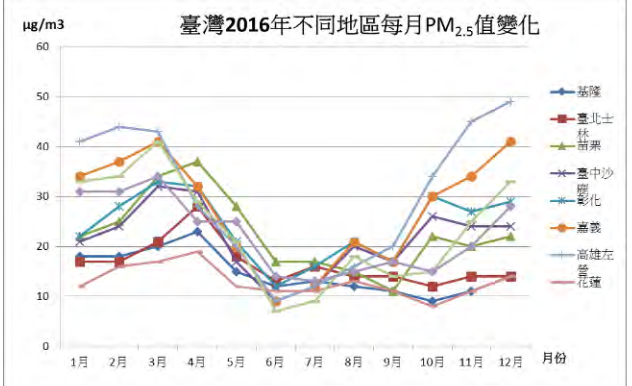 臺灣2016年不同地區每月PM2.5值變化
μg/m3
60
50
40
30
20
10
0
1月 2月 3月 4月 5月 6月 7月 8月 9月 10月 11月 12月
月份
基隆
臺北士
林
苗栗
臺中沙
鹿
彰化
嘉義
高雄左
營
花蓮